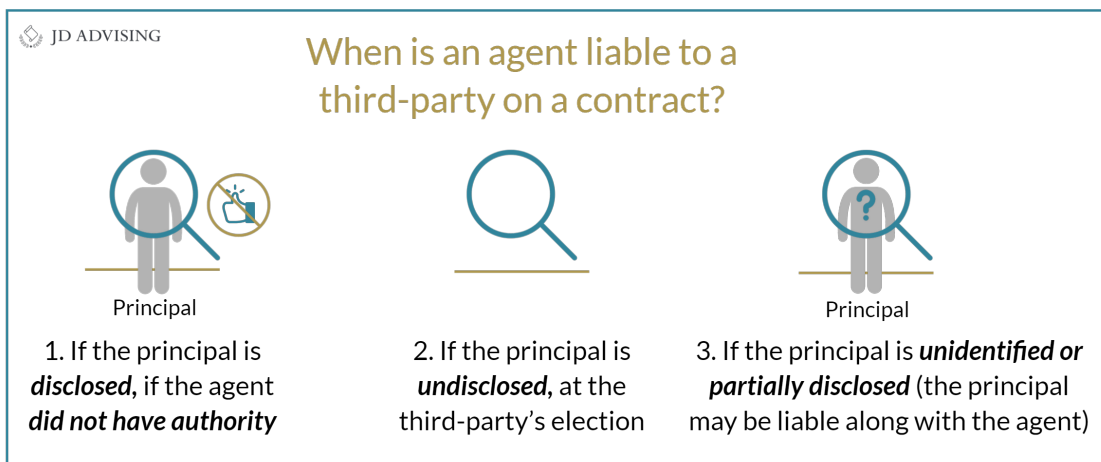 JD ADVISING
When is an agent liable to a
third-party on a contract?
?
Principal
Principal
1. If the principal is
disclosed, if the agent
did not have authority
2. If the principal is
undisclosed, at the
third-party's election
3. If the principal is unidentified or
partially disclosed (the principal
may be liable along with the agent)